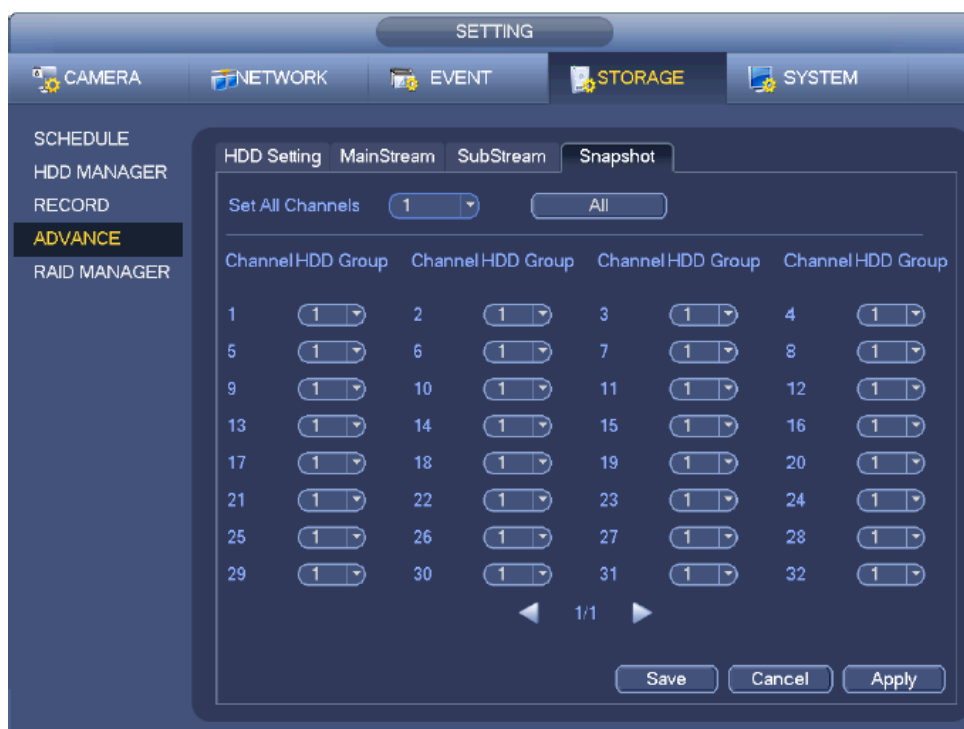 SETTING
CAMERA NETWORK EVENT STORAGE SYSTEM
SCHEDULE
HDD MANAGER
RECORD
ADVANCE
RAID MANAGER
HDD Setting MainStream SubStream Snapshot
Set All Channels 1 All
Channel HDD Group Channel HDD Group Channel HDD Group Channel HDD Group
1 1 2 1 3 1 4 1
5 1 6 1 7 1 8 1
9 1 10 1 11 1 12 1
13 1 14 1 15 1 16 1
17 1 18 1 19 1 20 1
21 1 22 1 23 1 24 1
25 1 26 1 27 1 28 1
29 1 30 1 31 1 32 1
1/1
Save Cancel Apply